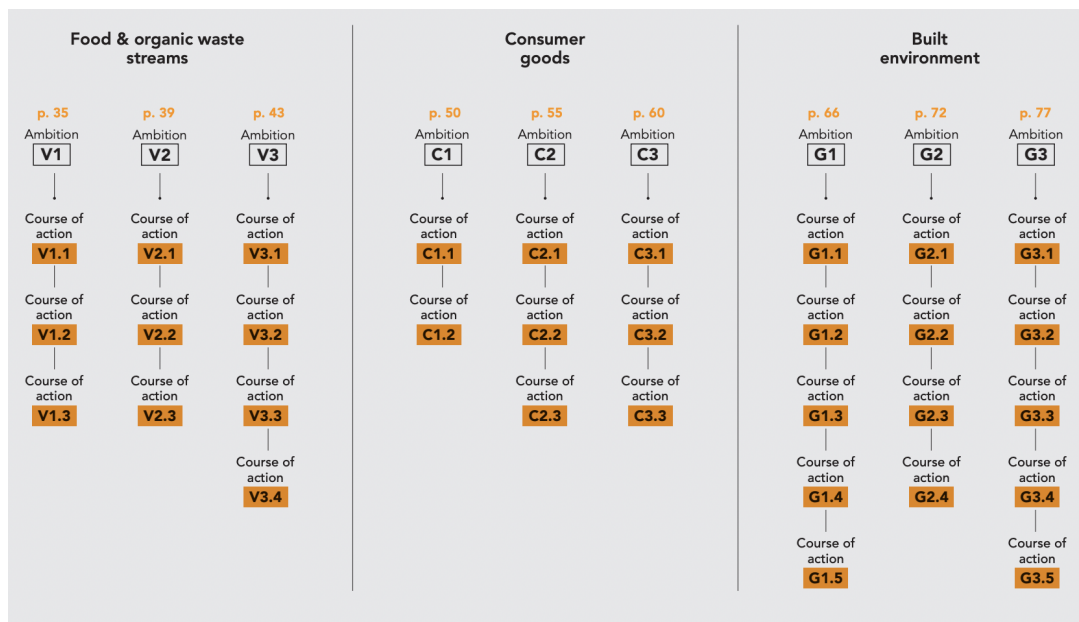 Food & organic waste
streams
p. 35
Ambition
V1
Course of
action
V1.1
Course of
action
V1.2
Course of
action
V1.3
p. 39
Ambition
V2
Course of
action
V2.1
Course of
action
V2.2
Course of
action
V2.3
p. 43
Ambition
V3
Course of
action
V3.1
Course of
action
V3.2
Course of
action
V3.3
Course of
action
V3.4
Consumer
goods
p. 50
Ambition
C1
Course of
action
C1.1
Course of
action
C1.2
p. 55
Ambition
C2
Course of
action
C2.1
Course of
action
C2.2
Course of
action
C2.3
p. 60
Ambition
C3
Course of
action
C3.1
Course of
action
C3.2
Course of
action
C3.3
Built
environment
p. 66
Ambition
G1
Course of
action
G1.1
Course of
action
G1.2
Course of
action
G1.3
Course of
action
G1.4
Course of
action
G1.5
p. 72
Ambition
G2
Course of
action
G2.1
Course of
action
G2.2
Course of
action
G2.3
Course of
action
G2.4
p. 77
Ambition
G3
Course of
action
G3.1
Course of
action
G3.2
Course of
action
G3.3
Course of
action
G3.4
Course of
action
G3.5